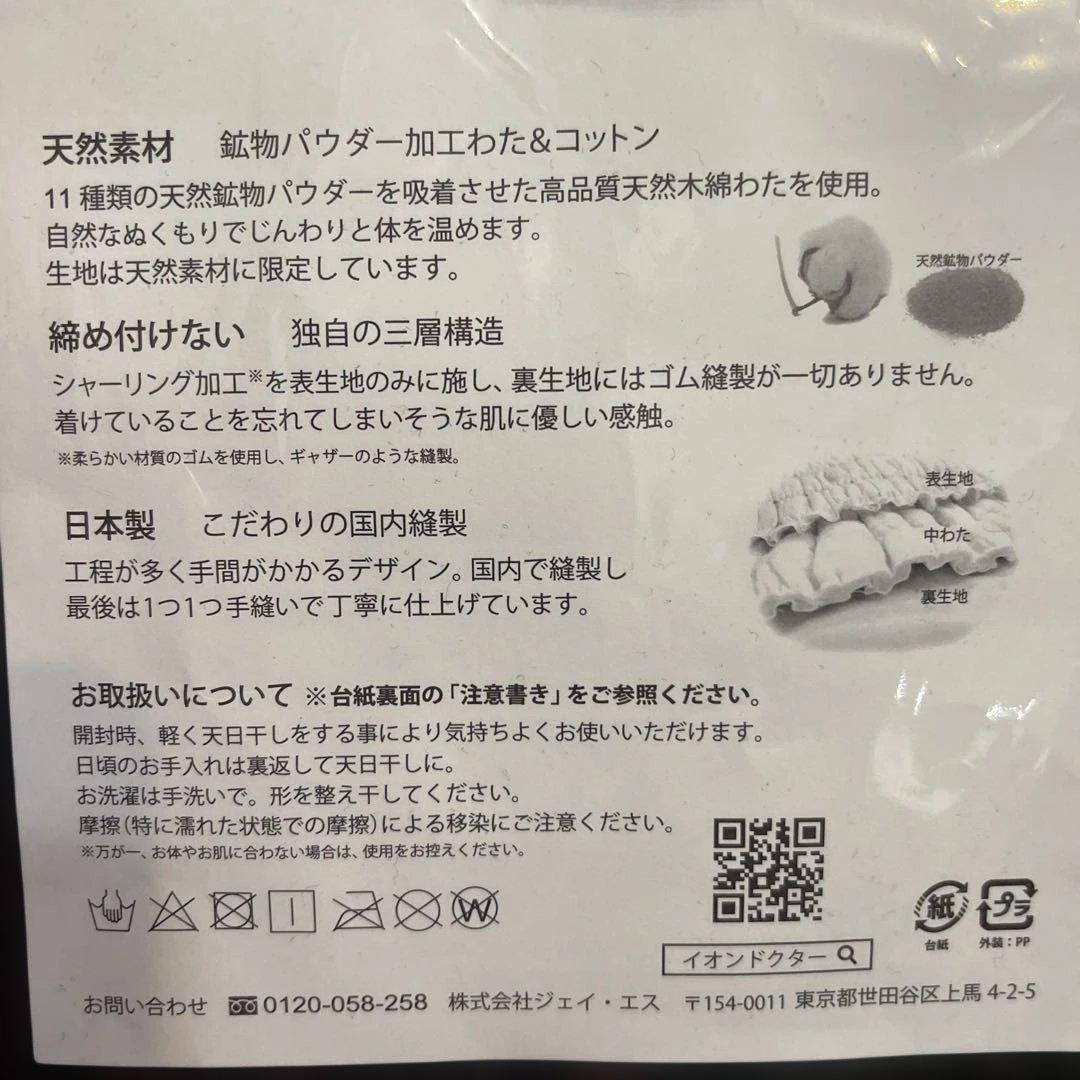 天然素材 鉱物パウダー加工わた&コットン
11種類の天然鉱物パウダーを吸着させた高品質天然木綿わたを使用。
自然なぬくもりでじんわりと体を温めます。
生地は天然素材に限定しています。
天然鉱物パウダー
締め付けない 独自の三層構造
シャーリング加工※を表生地のみに施し、裏生地にはゴム縫製が一切ありません。
着けていることを忘れてしまいそうな肌に優しい感触。
※柔らかい材質のゴムを使用し、ギャザーのような縫製。
表生地
中わた
裏生地
日本製 こだわりの国内縫製
工程が多く手間がかかるデザイン。国内で縫製し
最後は1つ1つ手縫いで丁寧に仕上げています。
お取扱いについて ※台紙裏面の「注意書き」をご参照ください。
開封時、軽く天日干しをする事により気持ちよくお使いいただけます。
日頃のお手入れは裏返して天日干しに。
お洗濯は手洗いで。形を整え干してください。
摩擦(特に濡れた状態での摩擦)による移染にご注意ください。
※万が一、お体やお肌に合わない場合は、使用をお控えください。
W
紙
プラ
台紙
外装:PP
イオンドクター
お問い合わせ 0120-058-258 株式会社ジェイ・エス 〒154-0011 東京都世田谷区上馬 4-2-5